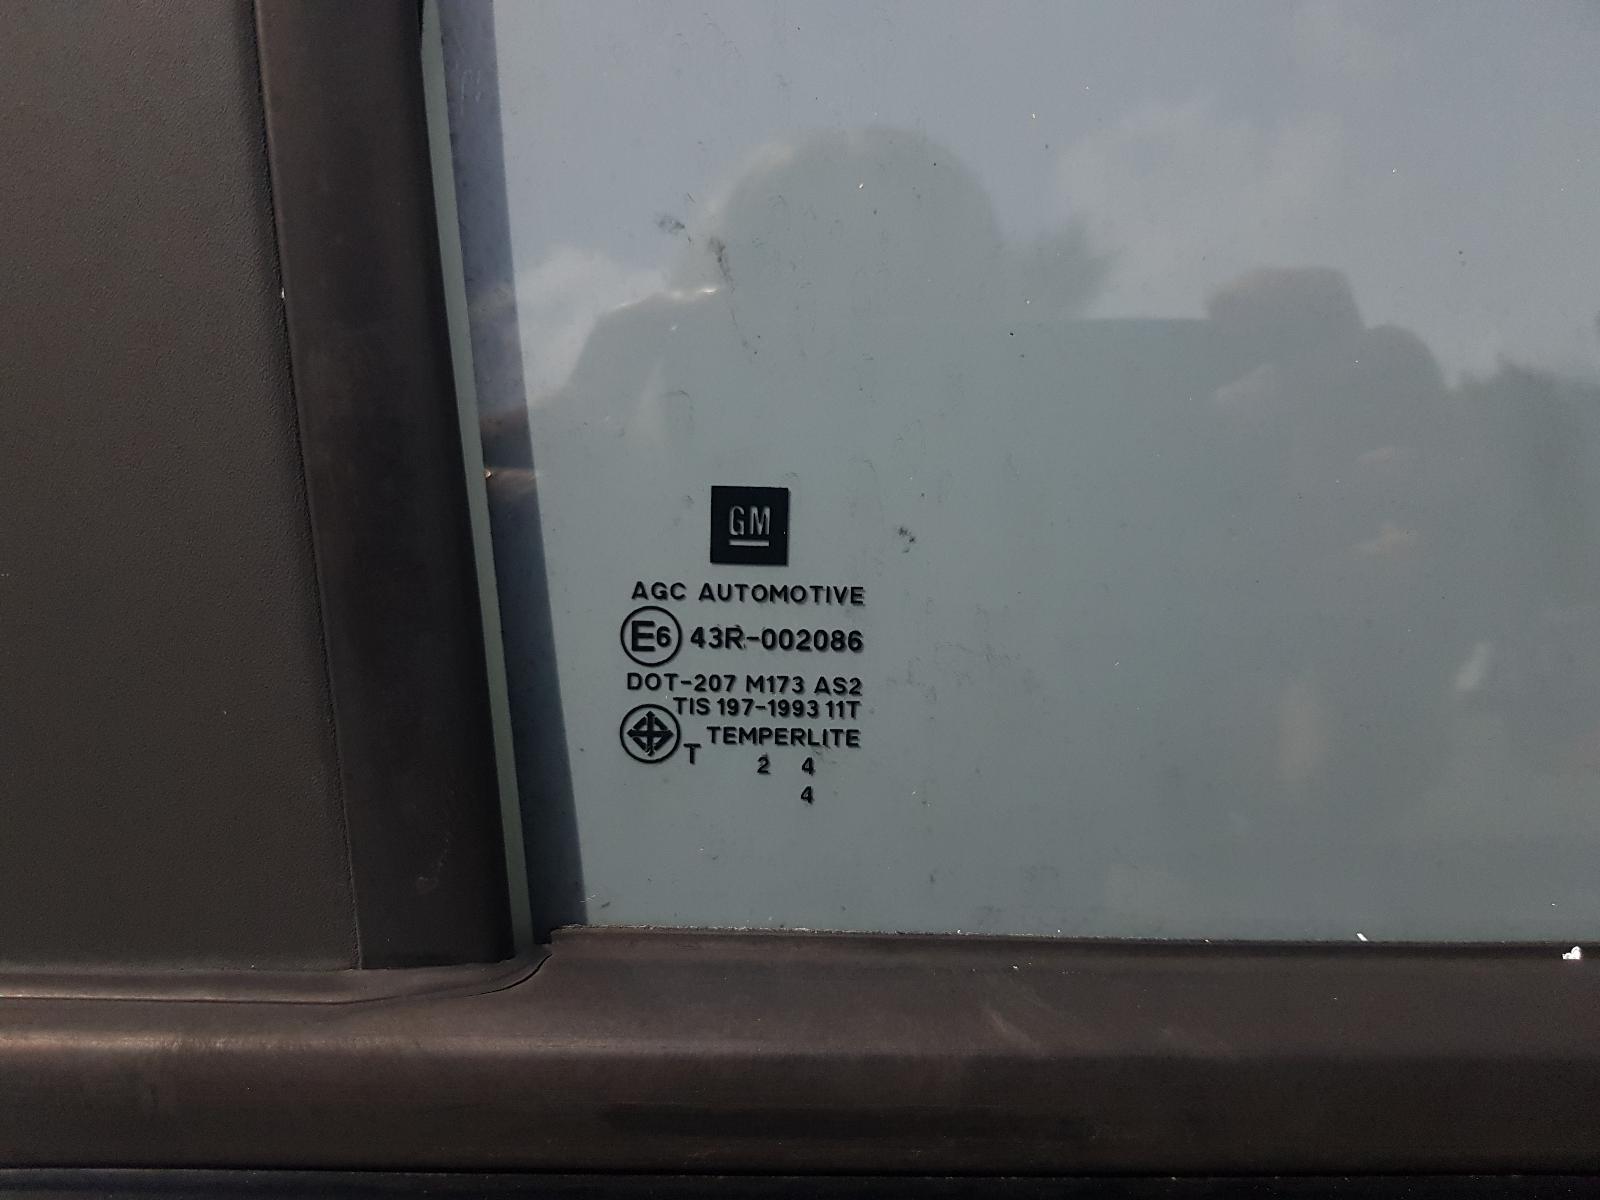 GM
AGC AUTOMOTIVE
E6 43R-002086
DOT-207 M173 AS2
TIS 197-1993 11T
TEMPERLITE
T 2 4
4